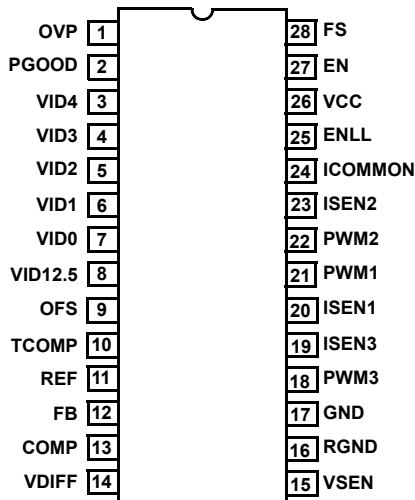 OVP 1
PGOOD 2
VID4 3
VID3 4
VID2 5
VID1 6
VID0 7
VID12.5 8
OFS 9
TCOMP 10
REF 11
FB 12
COMP 13
VDIFF 14
28 FS
27 EN
26 VCC
25 ENLL
24 ICOMMON
23 ISEN2
22 PWM2
21 PWM1
20 ISEN1
19 ISEN3
18 PWM3
17 GND
16 RGND
15 VSEN